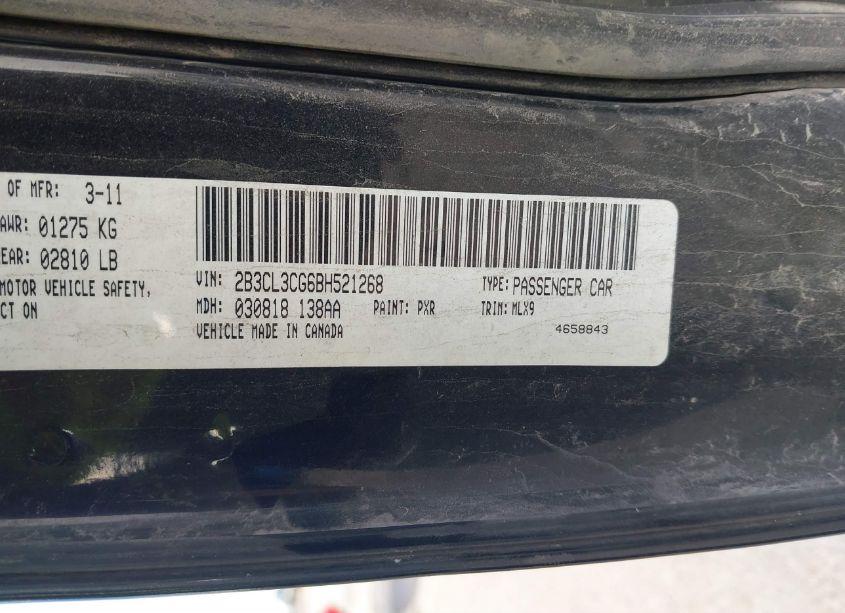 OF MFR: 3-11
AWR: 01275 KG
EAR: 02810 LB
MOTOR VEHICLE SAFETY,
CT ON
VIN: 2B3CL3CG6BH521268 TYPE: PASSENGER CAR
MDH: 030818 138AA PAINT: PXR TRIM: MLX9
VEHICLE MADE IN CANADA 4658843